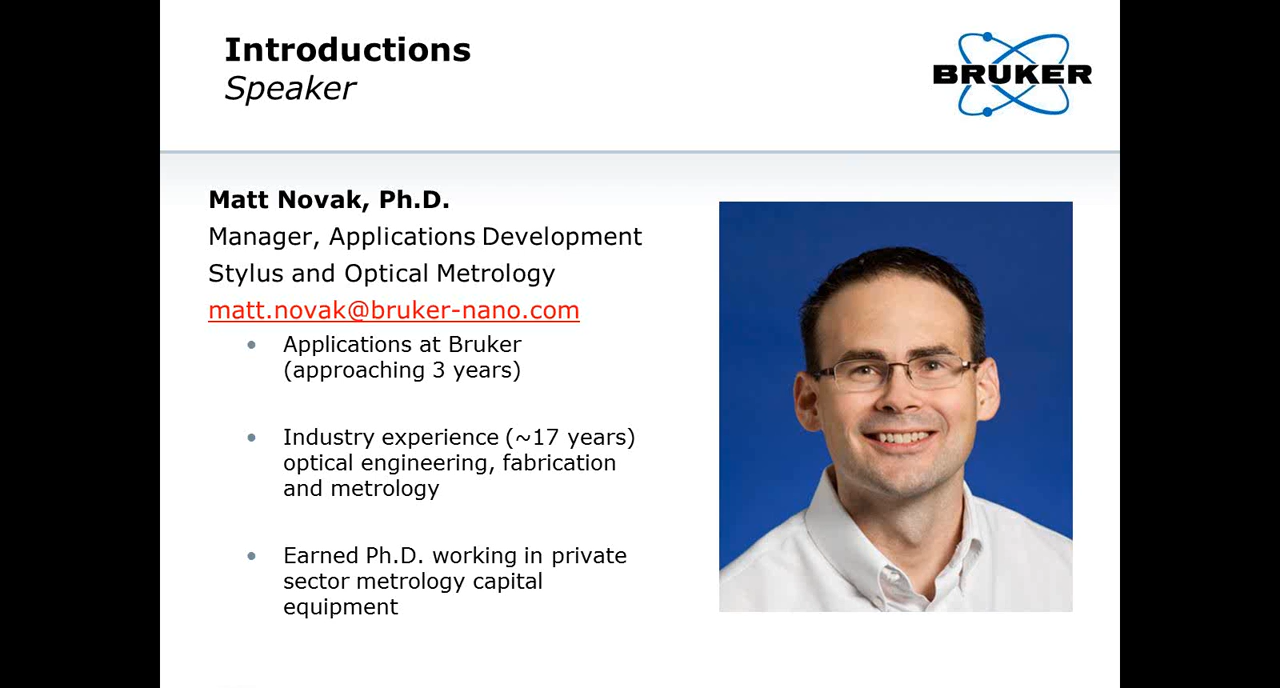 Introductions
Speaker
BRUKER
Matt Novak, Ph.D.
Manager, Applications Development
Stylus and Optical Metrology
matt.novak@bruker-nano.com
• Applications at Bruker
(approaching 3 years)
• Industry experience (~17 years)
optical engineering, fabrication
and metrology
• Earned Ph.D. working in private
sector metrology capital
equipment